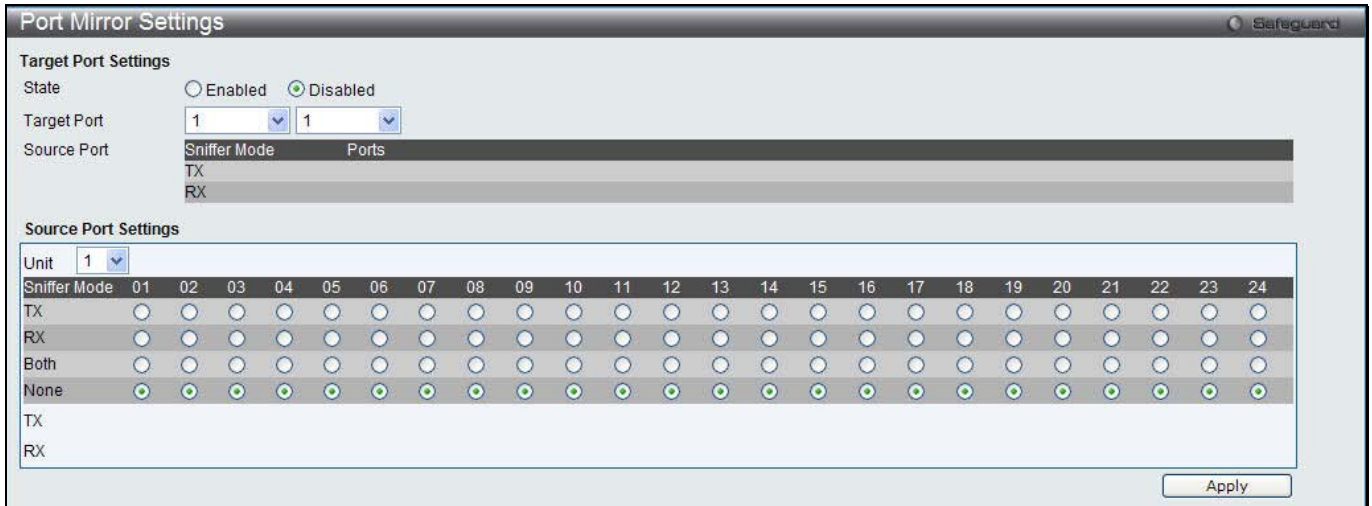 Port Mirror Settings
Safeguard
Target Port Settings
State Enabled Disabled
Target Port 1 1
Source Port Sniffer Mode Ports
TX
RX
Source Port Settings
Unit 1
Sniffer Mode 01 02 03 04 05 06 07 08 09 10 11 12 13 14 15 16 17 18 19 20 21 22 23 24
TX
RX
Both
None
TX
RX
Apply